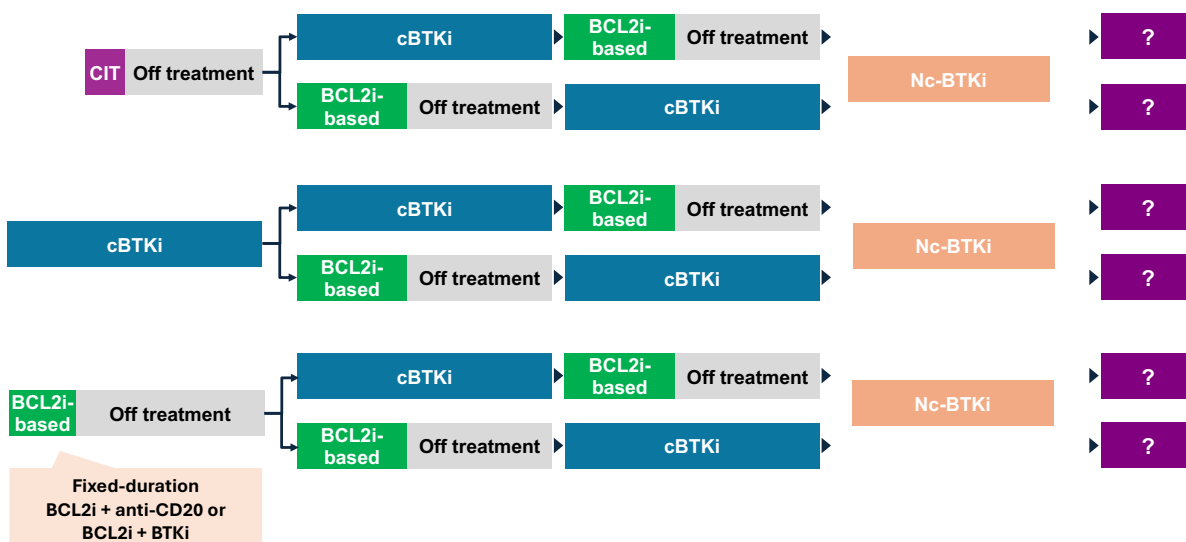 cBTKi
BCL2i-
based
Off treatment
?
CIT
Off treatment
Nc-BTKi
BCL2i-
based
Off treatment
cBTKi
?
cBTKi
BCL2i-
based
Off treatment
?
cBTKi
Nc-BTKi
BCL2i-
based
Off treatment
cBTKi
?
cBTKi
BCL2i-
based
Off treatment
?
BCL2i-
based
Off treatment
Nc-BTKi
BCL2i-
based
Off treatment
cBTKi
?
Fixed-duration
BCL2i + anti-CD20 or
BCL2i + BTKi